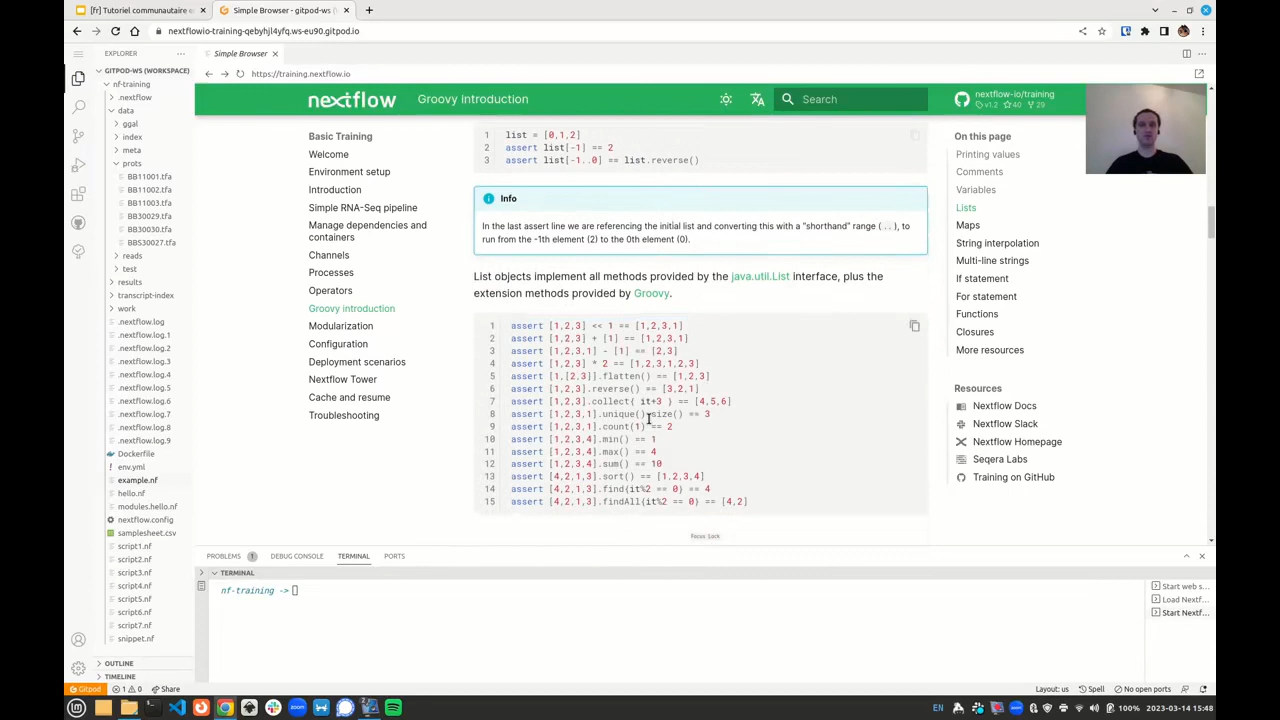 [fr] Tutoriel communautaire e
Simple Browser - gitpod-ws (
nextflowio-training-qebyhjl4yfq.ws-eu90.gitpod.io
EXPLORER
Simple Browser
GITPOD-WS (WORKSPACE)
nf-training
.nextflow
data
ggal
index
meta
prots
BB11001.tfa
BB11002.tfa
BB11003.tfa
BB30029.tfa
BB30030.tfa
BBS30027.tfa
reads
test
results
transcript-index
work
.nextflow.log
.nextflow.log.1
.nextflow.log.2
.nextflow.log.3
.nextflow.log.4
.nextflow.log.5
.nextflow.log.6
.nextflow.log.7
.nextflow.log.8
.nextflow.log.9
Dockerfile
env.yml
example.nf
hello.nf
modules.hello.nf
nextflow.config
samplesheet.csv
script1.nf
script2.nf
script3.nf
script4.nf
script5.nf
script6.nf
script7.nf
snippet.nf
OUTLINE
TIMELINE
https://training.nextflow.io
nextflow
Groovy introduction
Search
nextflow-io/training
v1.2 40 29
Basic Training
Welcome
Environment setup
Introduction
Simple RNA-Seq pipeline
Manage dependencies and
containers
Channels
Processes
Operators
Groovy introduction
Modularization
Configuration
Deployment scenarios
Nextflow Tower
Cache and resume
Troubleshooting
1 list = [0,1,2]
2 assert list[-1] == 2
3 assert list[-1..0] == list.reverse()
Info
In the last assert line we are referencing the initial list and converting this with a "shorthand" range (..), to
run from the -1th element (2) to the 0th element (0).
List objects implement all methods provided by the java.util.List interface, plus the
extension methods provided by Groovy.
1 assert [1,2,3] << 1 == [1,2,3,1]
2 assert [1,2,3] + [1] == [1,2,3,1]
3 assert [1,2,3,1] - [1] == [2,3]
4 assert [1,2,3] * 2 == [1,2,3,1,2,3]
5 assert [1,[2,3]].flatten() == [1,2,3]
6 assert [1,2,3].reverse() == [3,2,1]
7 assert [1,2,3].collect{ it+3 } == [4,5,6]
8 assert [1,2,3,1].unique().size() == 3
9 assert [1,2,3,1].count(1) == 2
10 assert [1,2,3,4].min() == 1
11 assert [1,2,3,4].max() == 4
12 assert [1,2,3,4].sum() == 10
13 assert [4,2,1,3].sort() == [1,2,3,4]
14 assert [4,2,1,3].find{it%2 == 0} == 4
15 assert [4,2,1,3].findAll{it%2 == 0} == [4,2]
Focus Lock
On this page
Printing values
Comments
Variables
Lists
Maps
String interpolation
Multi-line strings
If statement
For statement
Functions
Closures
More resources
Resources
Nextflow Docs
Nextflow Slack
Nextflow Homepage
Seqera Labs
Training on GitHub
PROBLEMS 1 DEBUG CONSOLE TERMINAL PORTS
TERMINAL
nf-training ->
Start web s...
Load Nextf...
Start Nextf...
Gitpod 1 0 Share
Layout: us Spell No open ports
EN 100% 2023-03-14 15:48